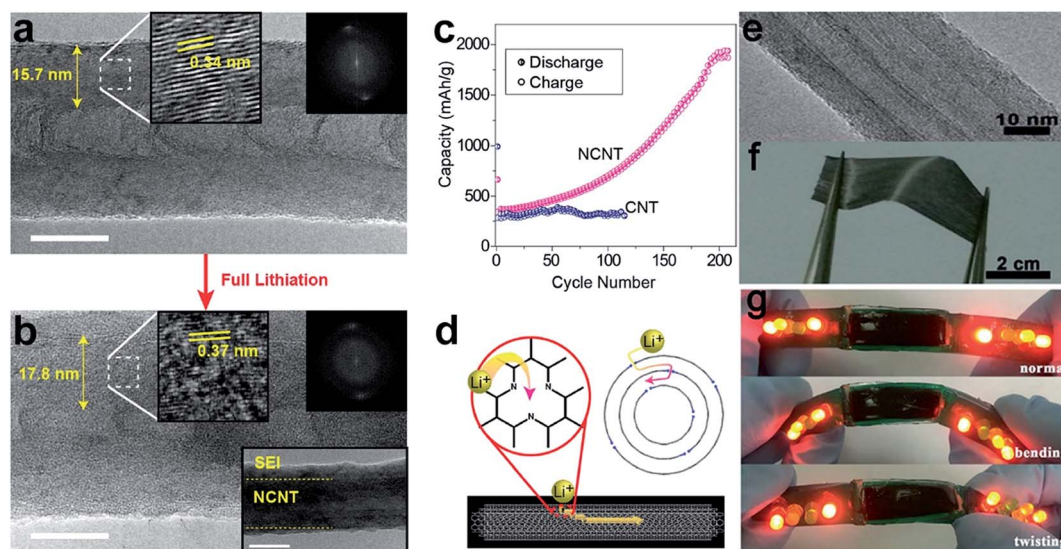 a
15.7 nm
0.34 nm
Full Lithiation
b
17.8 nm
0.37 nm
SEI
NCNT
c
Capacity (mAh/g)
2000
1500
1000
750
500
250
0
Discharge
Charge
NCNT
CNT
0
50
100
150
200
Cycle Number
d
Li+
N
N
N
Li+
Li+
e
10 nm
f
2 cm
g
norma
bendin
twistin